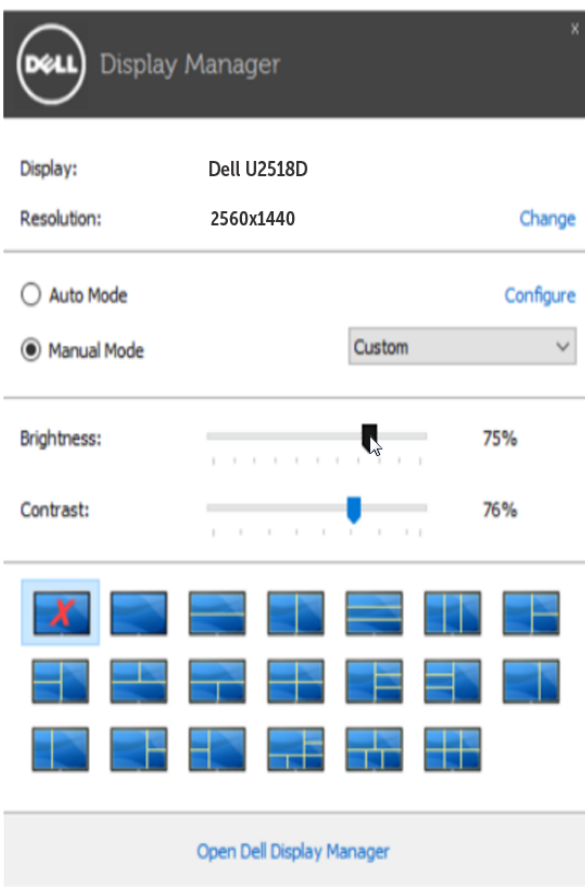 DELL Display Manager x
Display: Dell U2518D
Resolution: 2560x1440 Change
Auto Mode Configure
Manual Mode Custom
Brightness: 75%
Contrast: 76%
X
Open Dell Display Manager